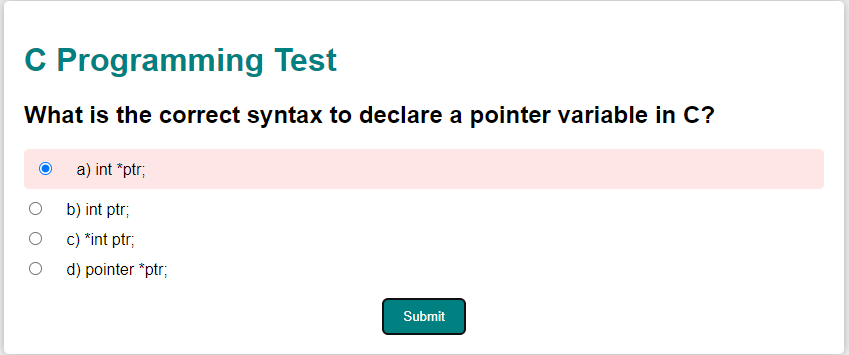 C Programming Test
What is the correct syntax to declare a pointer variable in C?
a) int *ptr;
b) int ptr;
c) *int ptr;
d) pointer *ptr;
Submit